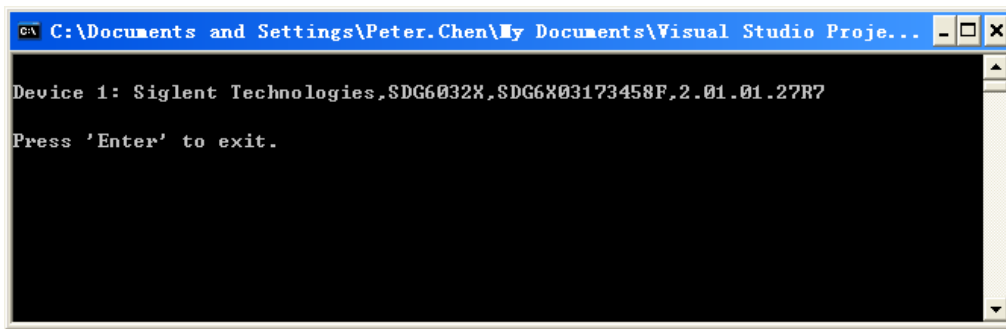 C:\Documents and Settings\Peter.Chen\My Documents\Visual Studio Proje...
Device 1: Siglent Technologies,SDG6032X,SDG6X03173458F,2.01.01.27R7
Press 'Enter' to exit.